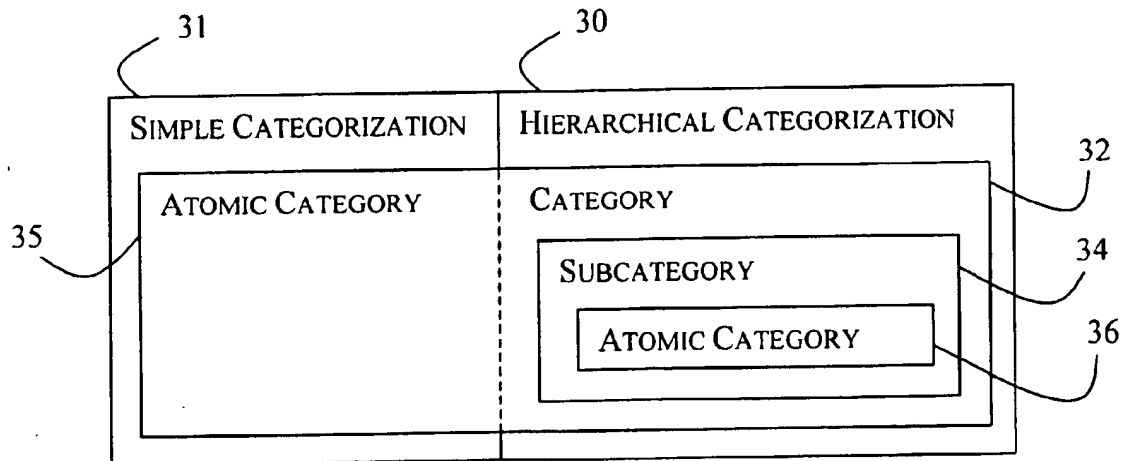 31
30
SIMPLE CATEGORIZATION
HIERARCHICAL CATEGORIZATION
32
ATOMIC CATEGORY
CATEGORY
35
34
SUBCATEGORY
36
ATOMIC CATEGORY